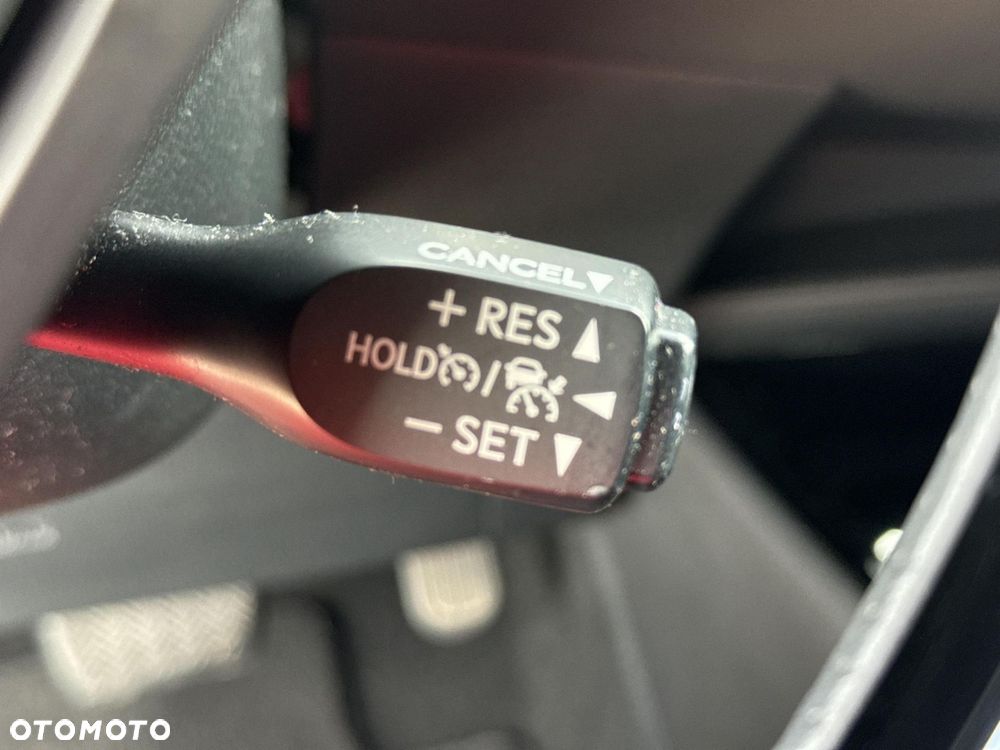 CANCEL▼
+ RES ▲
HOLD / ◀
− SET ▼
OTOMOTO